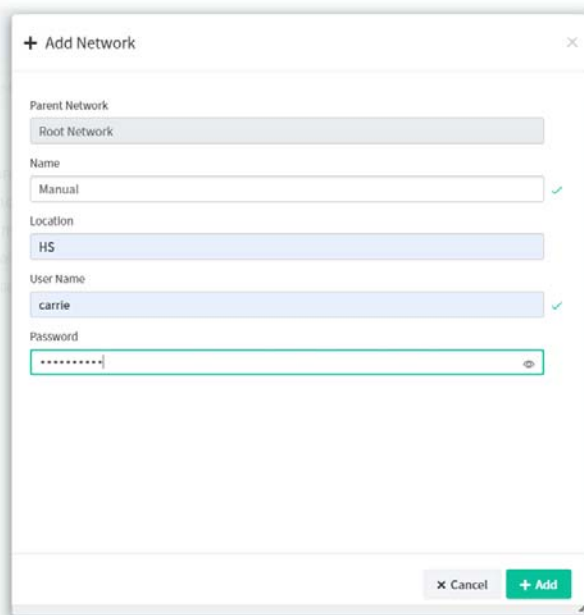 + Add Network
×
Parent Network
Root Network
Name
Manual
Location
HS
User Name
carrie
Password
••••••••••
× Cancel
+ Add